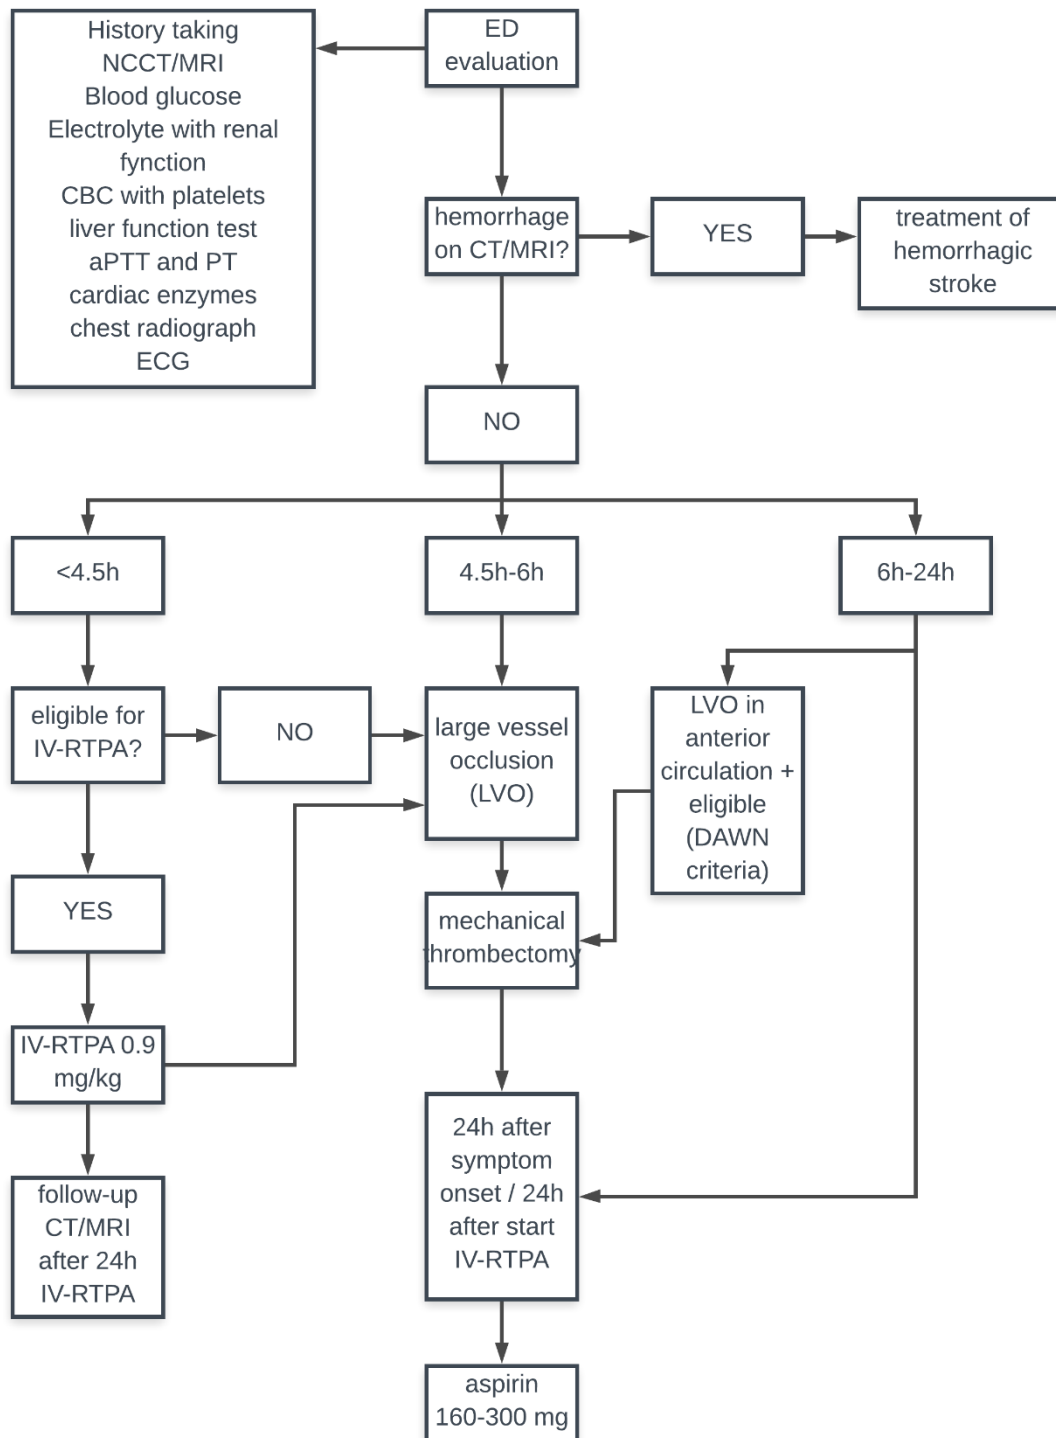 ED
evaluation
History taking
NCCT/MRI
Blood glucose
Electrolyte with renal
fynction
CBC with platelets
liver function test
aPTT and PT
cardiac enzymes
chest radiograph
ECG
hemorrhage
on CT/MRI?
YES
treatment of
hemorrhagic
stroke
NO
<4.5h
4.5h-6h
6h-24h
eligible for
IV-RTPA?
NO
large vessel
occlusion
(LVO)
LVO in
anterior
circulation +
eligible
(DAWN
criteria)
YES
mechanical
thrombectomy
IV-RTPA 0.9
mg/kg
24h after
symptom
onset / 24h
after start
IV-RTPA
follow-up
CT/MRI
after 24h
IV-RTPA
aspirin
160-300 mg